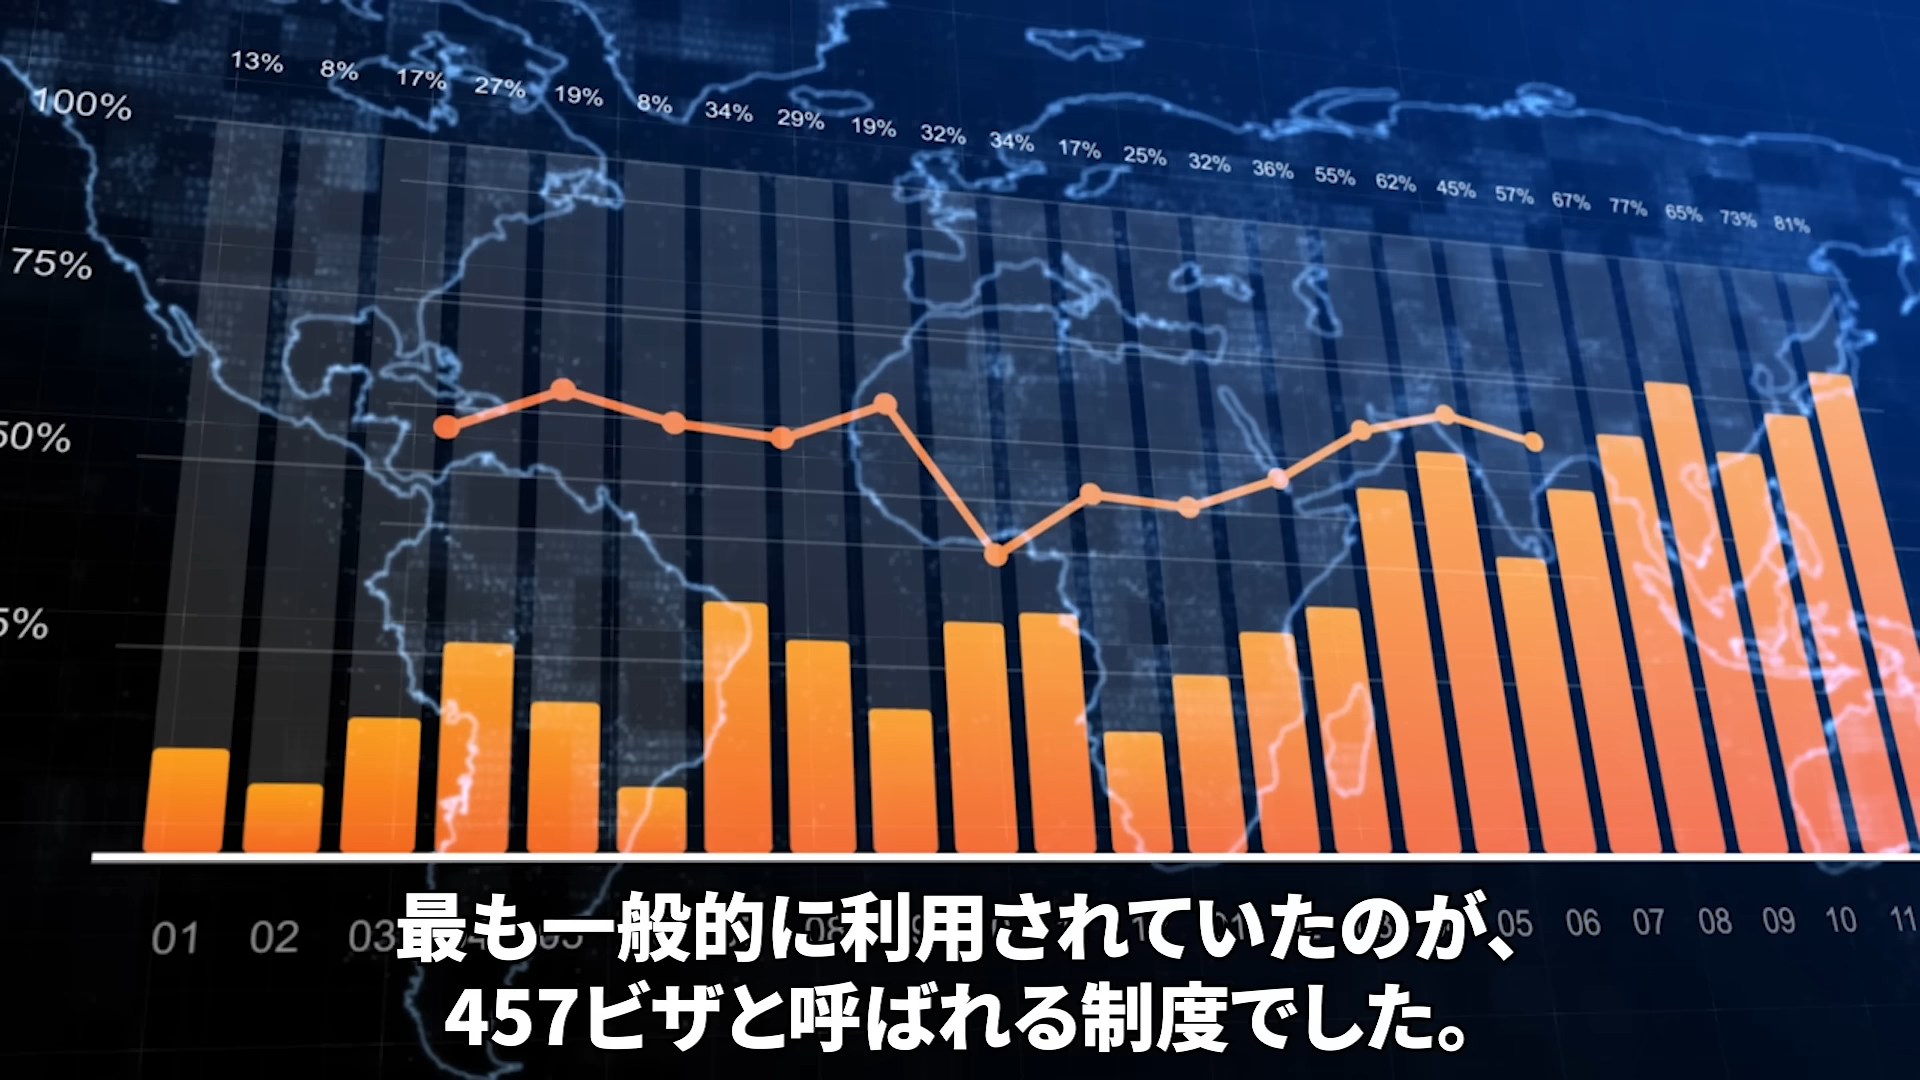 13% 8% 17% 27% 19% 8% 34% 29% 19% 32% 34% 17% 25% 32% 36% 55% 62% 45% 57% 67% 77% 65% 73% 81%
100%
75%
50%
5%
01 02 03 05 06 07 08 09 10 11
最も一般的に利用されていたのが、
457ビザと呼ばれる制度でした。